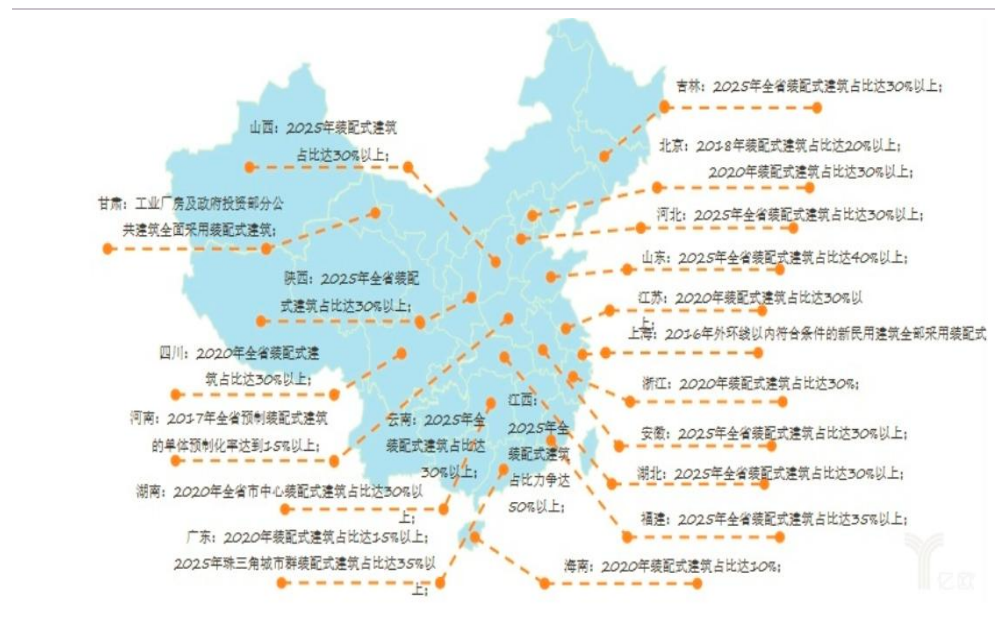 吉林：2025年全省装配式建筑占比达30%以上；
山西：2025年装配式建筑
占比达30%以上；
北京：2018年装配式建筑占比达20%以上；
2020年装配式建筑占比达30%以上；
甘肃：工业厂房及政府投资部分公
共建筑全面采用装配式建筑；
河北：2025年全省装配式建筑占比达30%以上；
山东：2025年全省装配式建筑占比达40%以上；
陕西：2025年全省装配
式建筑占比达30%以上；
江苏：2020年装配式建筑占比达30%以
上；
上海：2016年外环线以内符合条件的新民用建筑全部采用装配式
四川：2020年全省装配式建
筑占比达30%以上；
浙江：2020年装配式建筑占比达30%；
河南：2017年全省预制装配式建筑
的单体预制化率达到15%以上；
云南：2025年全
装配式建筑占比达
30%以上；
江西：
2025年全
装配式建筑
占比力争达
50%以上；
安徽：2025年全省装配式建筑占比达30%以上；
湖北：2025年全省装配式建筑占比达30%以上；
湖南：2020年全省市中心装配式建筑占比达30%以
上；
福建：2025年全省装配式建筑占比达35%以上；
广东：2020年装配式建筑占比达15%以上；
2025年珠三角城市群装配式建筑占比达35%以
上；
海南：2020年装配式建筑占比达10%；
亿欧